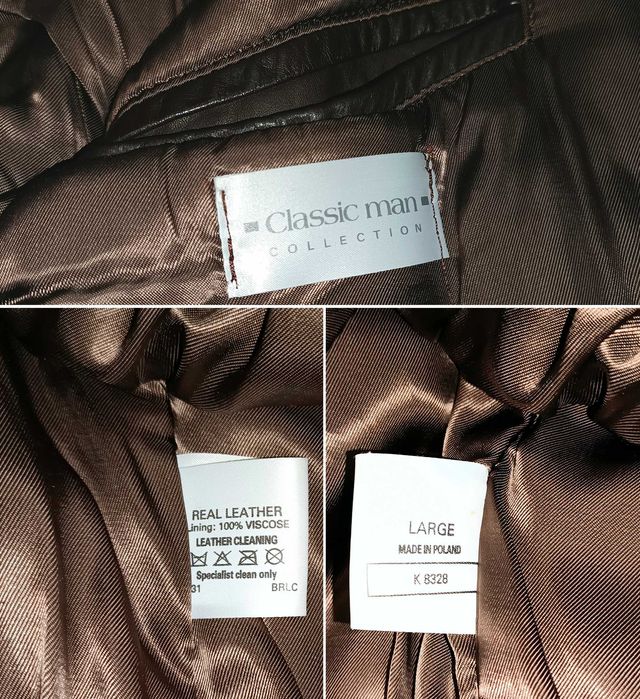 Classic man
COLLECTION
REAL LEATHER
Lining: 100% VISCOSE
LEATHER CLEANING
Specialist clean only
31 BRLC
LARGE
MADE IN POLAND
K 8328